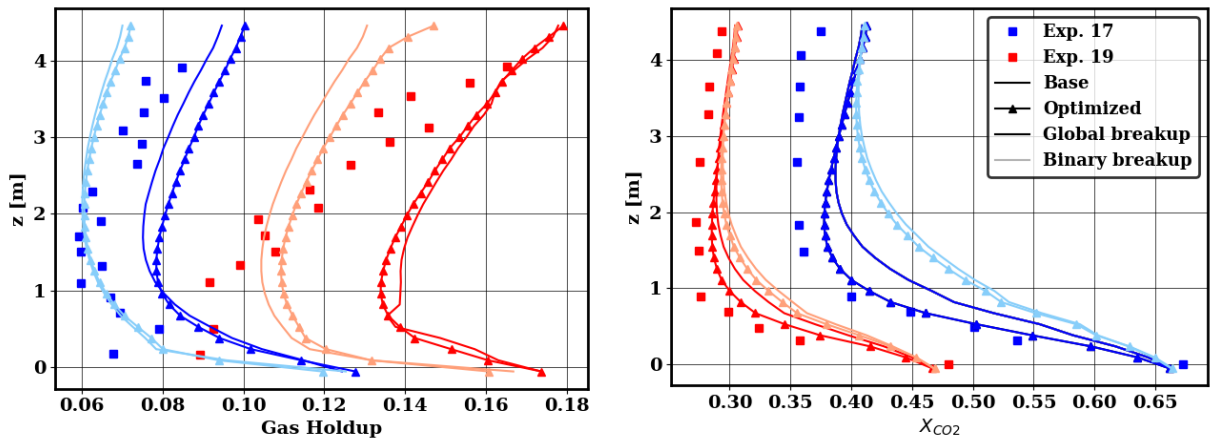 z [m]
4
3
2
1
0
0.06 0.08 0.10 0.12 0.14 0.16 0.18
Gas Holdup
z [m]
4
3
2
1
0
0.30 0.35 0.40 0.45 0.50 0.55 0.60 0.65
X_{CO2}
Exp. 17
Exp. 19
Base
Optimized
Global breakup
Binary breakup